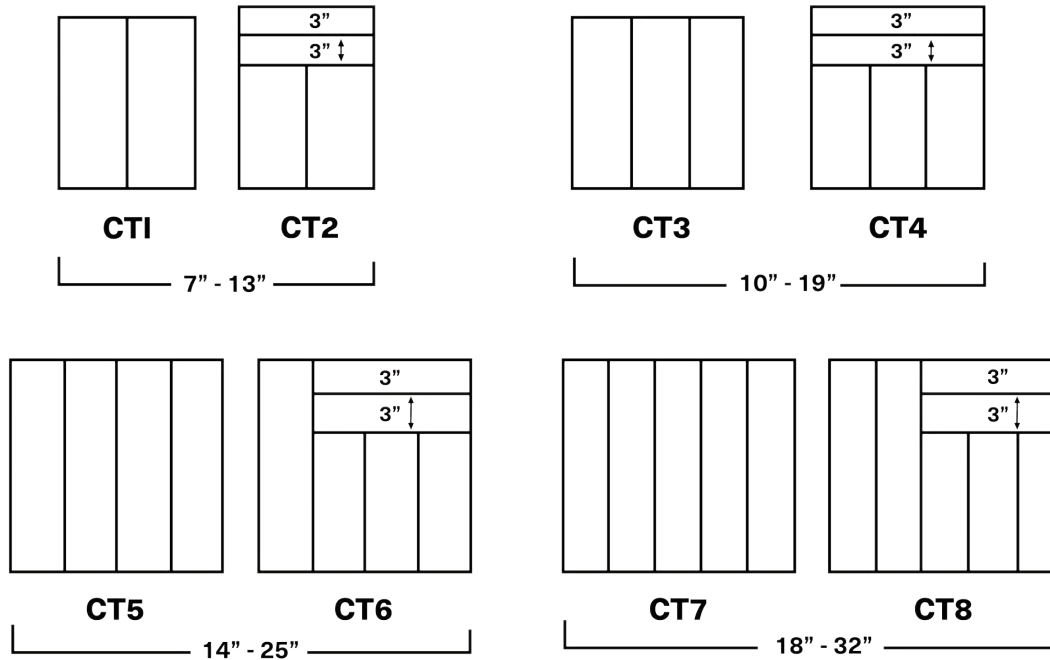 3”
3”
3”
3”
CT1
CT2
CT3
CT4
7” - 13”
10” - 19”
3”
3”
3”
3”
CT5
CT6
CT7
CT8
14” - 25”
18” - 32”